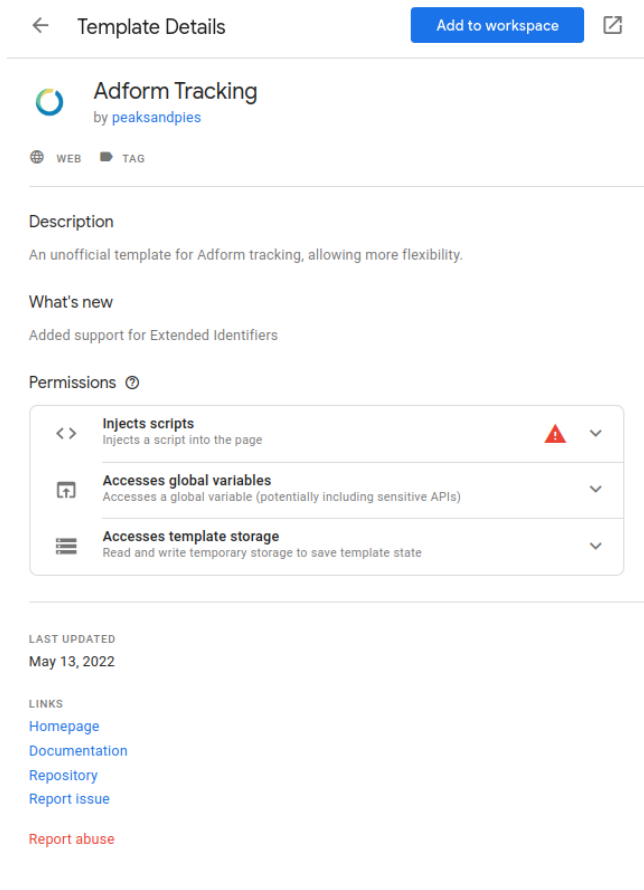 Template Details
Add to workspace
Adform Tracking
by peaksandpies
WEB TAG
Description
An unofficial template for Adform tracking, allowing more flexibility.
What's new
Added support for Extended Identifiers
Permissions
Injects scripts
Injects a script into the page
Accesses global variables
Accesses a global variable (potentially including sensitive APIs)
Accesses template storage
Read and write temporary storage to save template state
LAST UPDATED
May 13, 2022
LINKS
Homepage
Documentation
Repository
Report issue
Report abuse